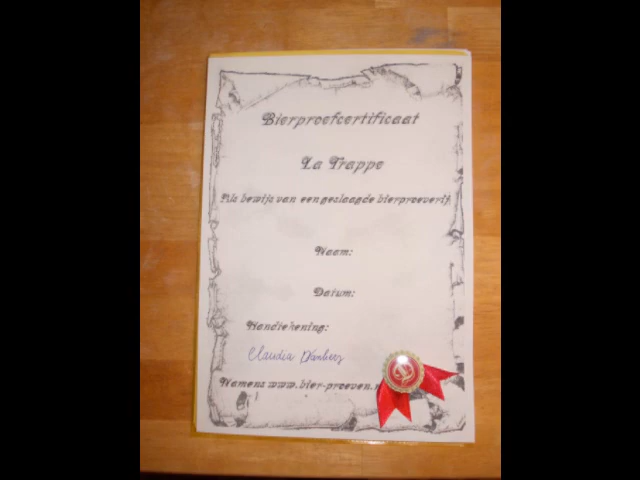 Bierproefcertificaat
La Trappe
Als bewijs van een geslaagde bierproeverij.
Naam:
Datum:
Handtekening:
Claudia
Namens www.bier-proeven.